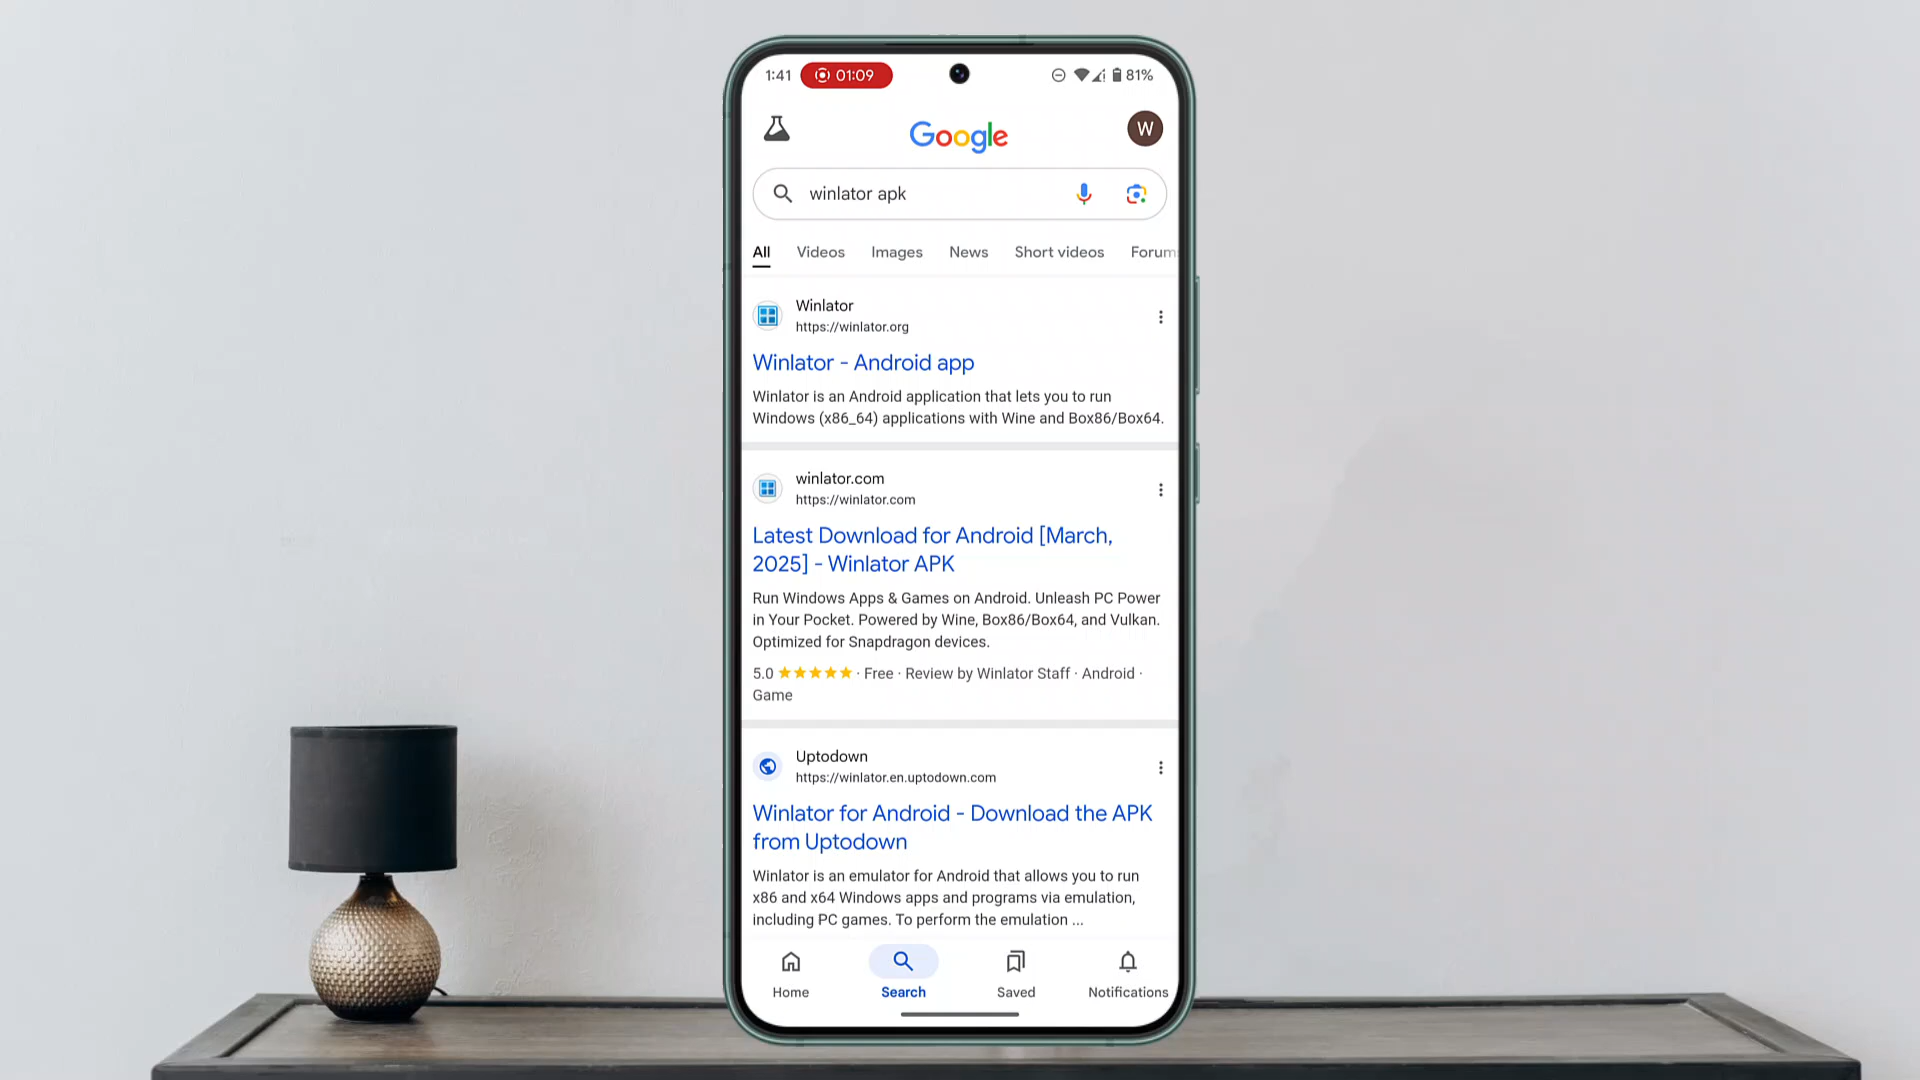 1:41
01:09
81%
Google
W
winlator apk
All
Videos
Images
News
Short videos
Forum
Winlator
https://winlator.org
Winlator - Android app
Winlator is an Android application that lets you to run
Windows (x86_64) applications with Wine and Box86/Box64.
winlator.com
https://winlator.com
Latest Download for Android [March,
2025] - Winlator APK
Run Windows Apps & Games on Android. Unleash PC Power
in Your Pocket. Powered by Wine, Box86/Box64, and Vulkan.
Optimized for Snapdragon devices.
5.0 ★★★★★ · Free · Review by Winlator Staff · Android ·
Game
Uptodown
https://winlator.en.uptodown.com
Winlator for Android - Download the APK
from Uptodown
Winlator is an emulator for Android that allows you to run
x86 and x64 Windows apps and programs via emulation,
including PC games. To perform the emulation ...
Home
Search
Saved
Notifications